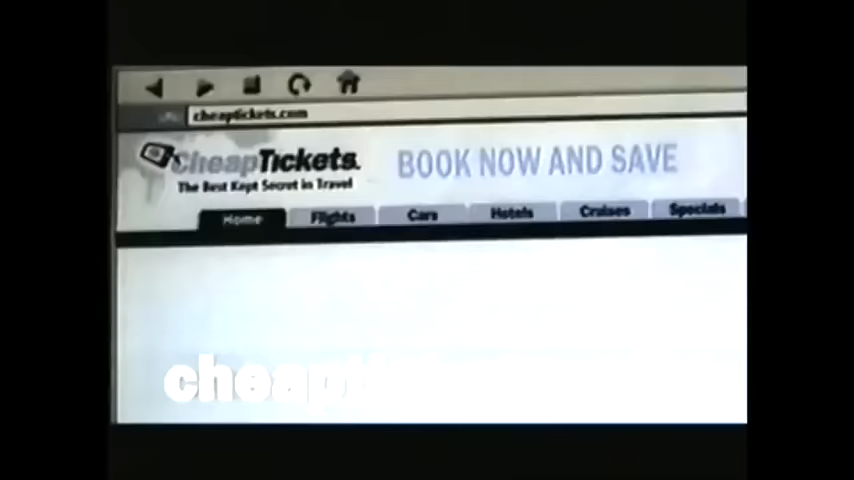 cheaptickets.com
CheapTickets.
The Best Kept Secret in Travel
BOOK NOW AND SAVE
Home Flights Cars Hotels Cruises Specials